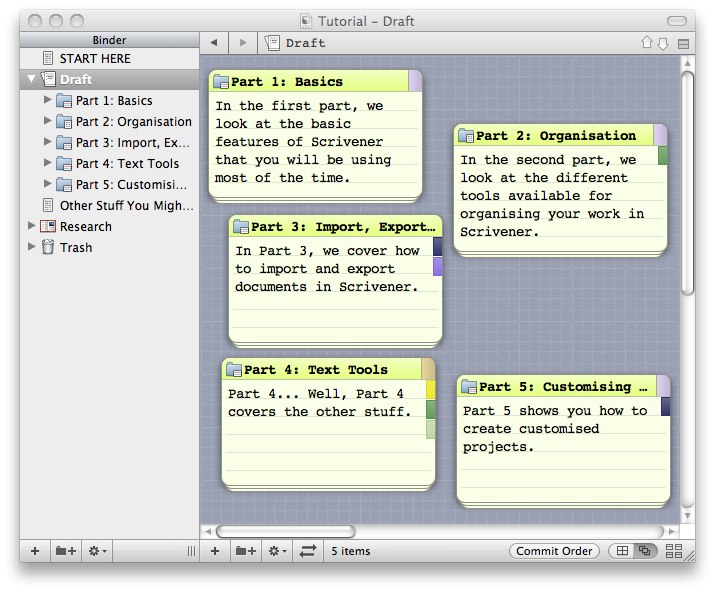 Tutorial – Draft
Binder
START HERE
Draft
Part 1: Basics
Part 2: Organisation
Part 3: Import, Ex...
Part 4: Text Tools
Part 5: Customisi...
Other Stuff You Migh...
Research
Trash
Draft
Part 1: Basics
In the first part, we
look at the basic
features of Scrivener
that you will be using
most of the time.
Part 2: Organisation
In the second part, we
look at the different
tools available for
organising your work in
Scrivener.
Part 3: Import, Export...
In Part 3, we cover how
to import and export
documents in Scrivener.
Part 4: Text Tools
Part 4... Well, Part 4
covers the other stuff.
Part 5: Customising ...
Part 5 shows you how to
create customised
projects.
5 items
Commit Order